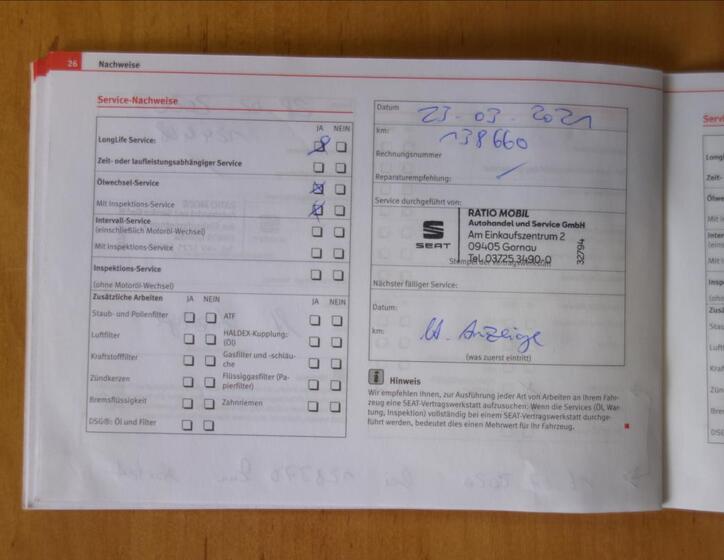 26 Nachweise
Service-Nachweise
JA NEIN
LongLife Service:
Zeit- oder laufleistungsabhängiger Service
Ölwechsel-Service
Mit Inspektions-Service
Intervall-Service
(einschließlich Motoröl-Wechsel)
Mit Inspektions-Service
Inspektions-Service
(ohne Motoröl-Wechsel)
Zusätzliche Arbeiten JA NEIN JA NEIN
Staub- und Pollenfilter ATF
Luftfilter HALDEX-Kupplung:
(Öl)
Kraftstofffilter Gasfilter und -schläu-
che
Zündkerzen Flüssiggasfilter (Pa-
pierfilter)
Bremsflüssigkeit Zahnriemen
DSG®: Öl und Filter
Datum 23-03-2021
km: 138660
Rechnungsnummer
Reparaturempfehlung:
Service durchgeführt von:
SEAT
RATIO MOBIL
Autohandel und Service GmbH
Am Einkaufszentrum 2
09405 Gornau
Tel. 03725 3490-0
32794
Stempel der Vertragswerkstatt
Nächster fälliger Service:
Datum:
km: lt. Anzeige
(was zuerst eintritt)
i Hinweis
Wir empfehlen Ihnen, zur Ausführung jeder Art von Arbeiten an Ihrem Fahr-
zeug eine SEAT-Vertragswerkstatt aufzusuchen. Wenn die Services (Öl, War-
tung, Inspektion) vollständig bei einem SEAT-Vertragswerkstatt durchge-
führt werden, bedeutet dies einen Mehrwert für Ihr Fahrzeug.